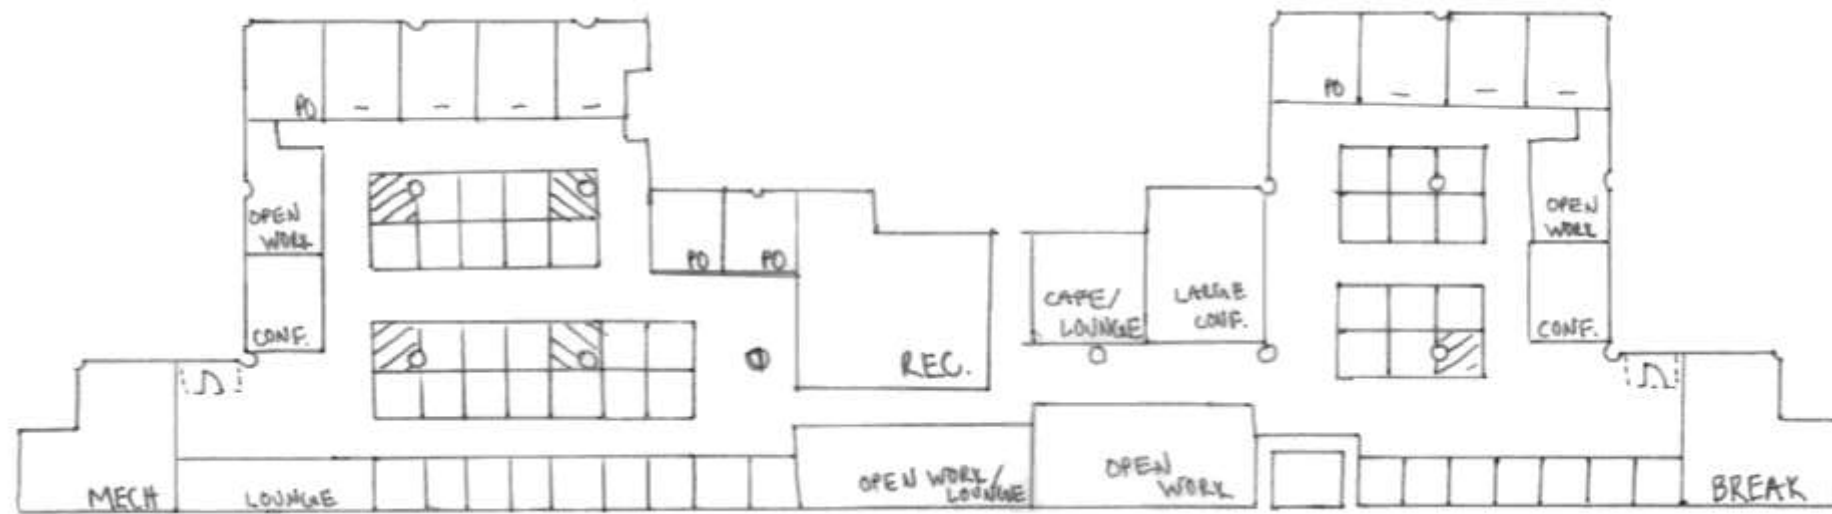 PO
PO
OPEN
WORK
CONF.
PO
PO
REC.
CAFE/
LOUNGE
LARGE
CONF.
OPEN
WORK
CONF.
MECH
LOUNGE
OPEN WORK/
LOUNGE
OPEN
WORK
BREAK